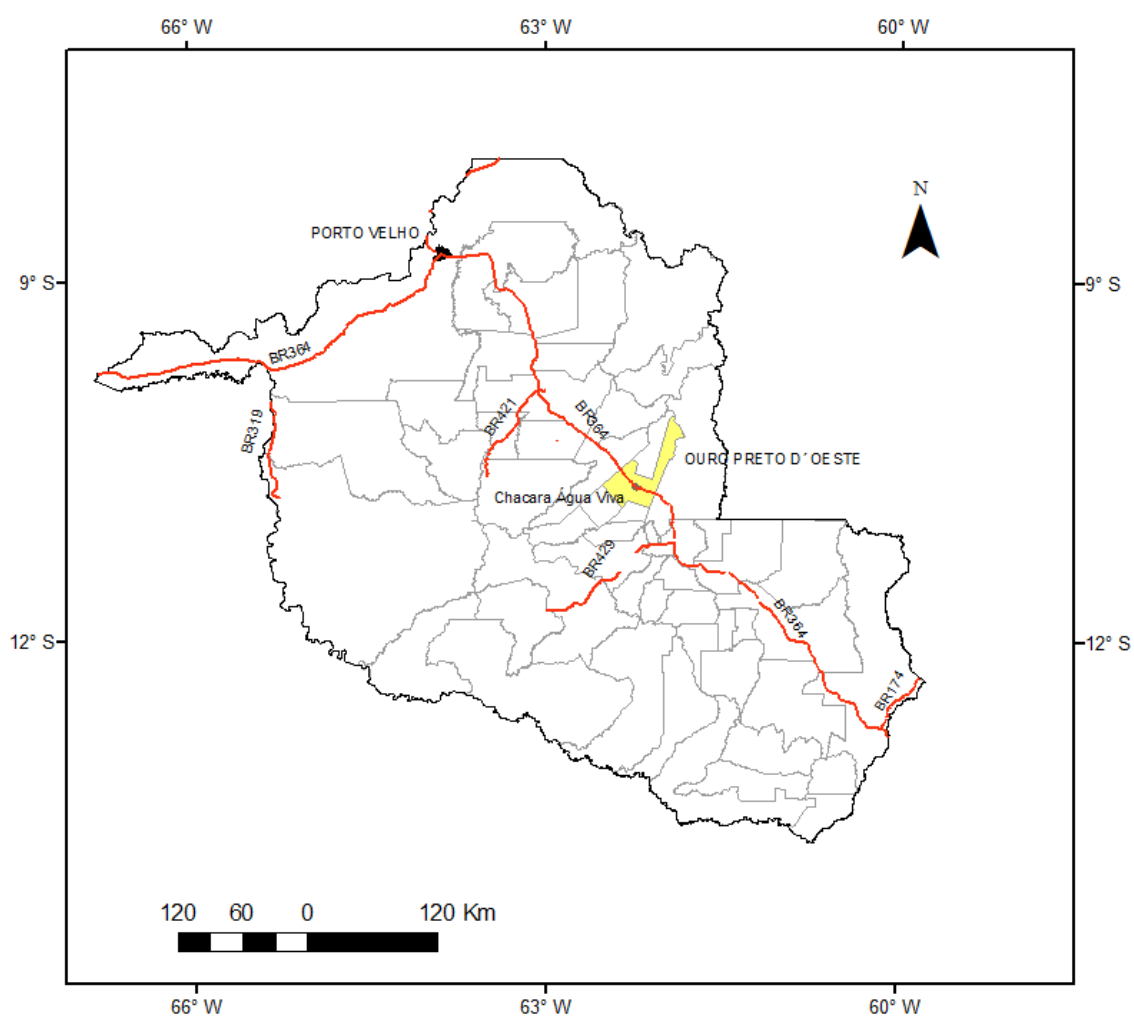 66° W
63° W
60° W
N
PORTO VELHO
9° S
9° S
BR364
BR421
BR364
BR319
OURO PRETO D´OESTE
Chacara Água Viva
BR429
BR364
12° S
12° S
BR174
120 60 0 120 Km
66° W
63° W
60° W